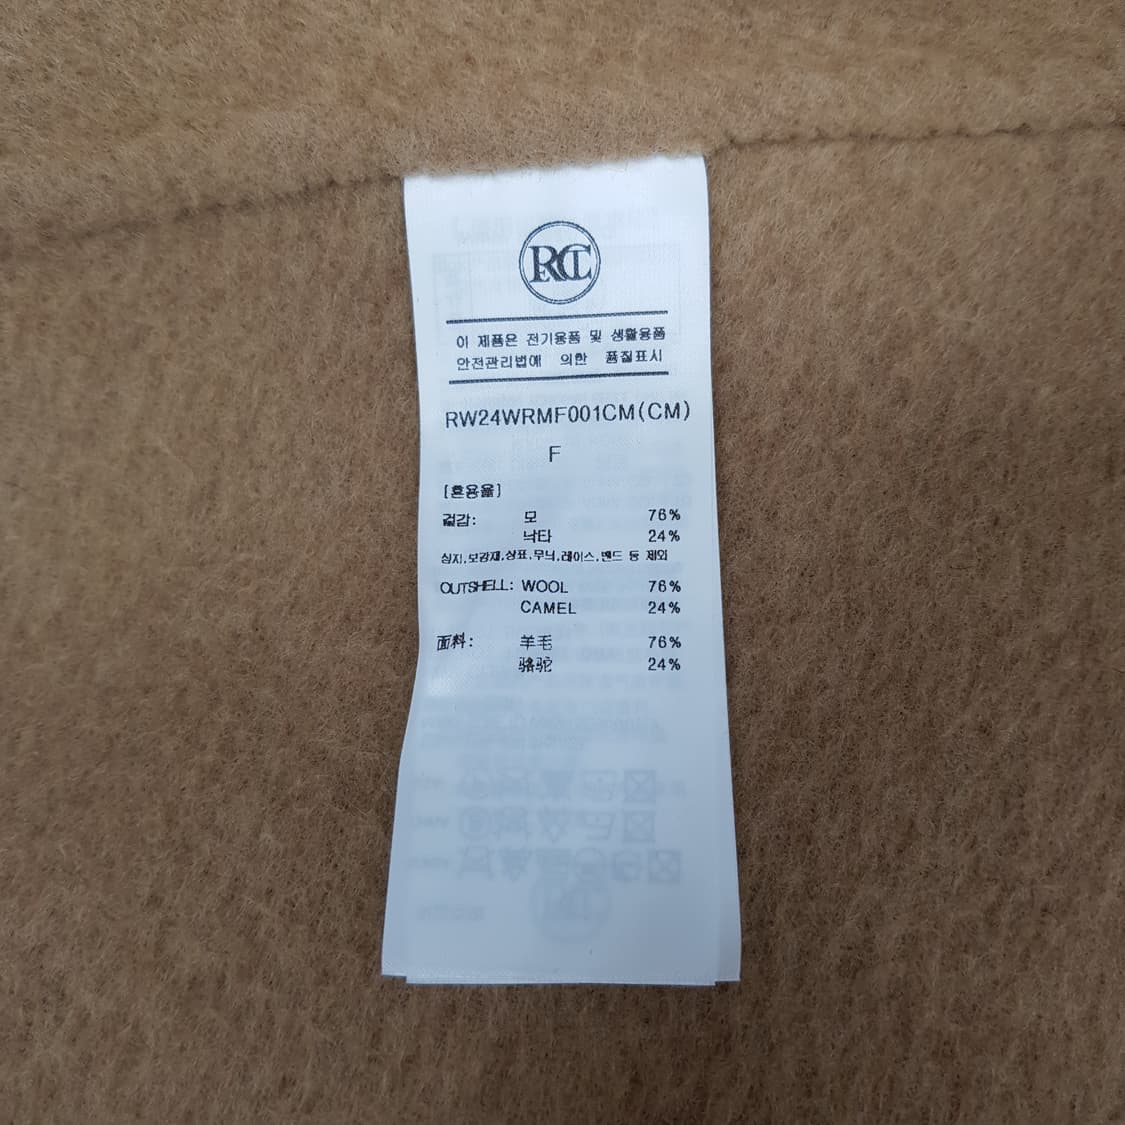 RCT
이 제품은 전기용품 및 생활용품
안전관리법에 의한 품질표시
RW24WRMF001CM(CM)
F
[혼용율]
겉감: 모 76%
낙타 24%
심지,보강재,상표,무늬,레이스,밴드 등 제외
OUTSHELL: WOOL 76%
CAMEL 24%
面料: 羊毛 76%
骆驼 24%